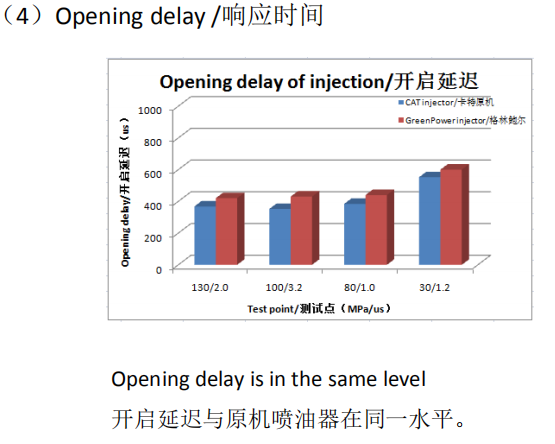 （4）Opening delay /响应时间
Opening delay of injection/开启延迟
CAT injector/卡特原机
GreenPower injector/格林鲍尔
Opening deby/开启延迟（us）
1000
800
600
400
200
0
130/2.0 100/3.2 80/1.0 30/1.2
Test point/测试点（MPa/us）
Opening delay is in the same level
开启延迟与原机喷油器在同一水平。